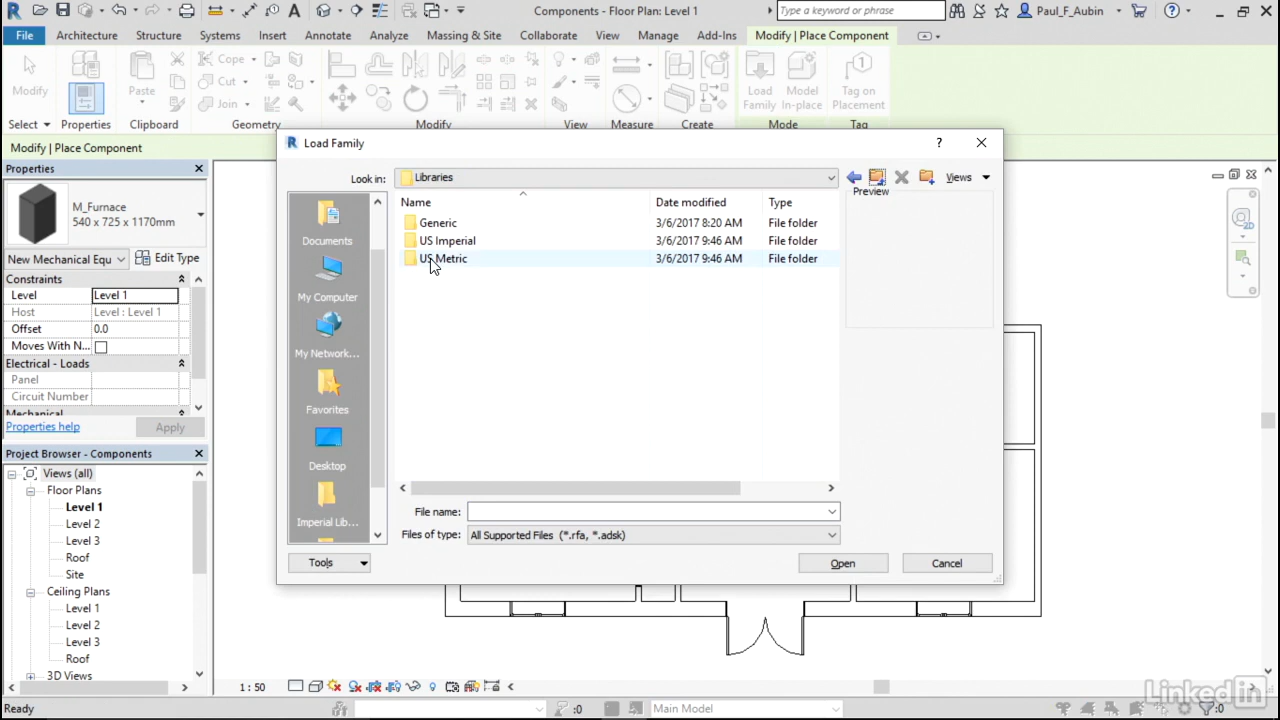 Components - Floor Plan: Level 1
Type a keyword or phrase
Paul_F_Aubin
File
Architecture
Structure
Systems
Insert
Annotate
Analyze
Massing & Site
Collaborate
View
Manage
Add-Ins
Modify | Place Component
Modify
Paste
Cope
Cut
Join
Load Family
Model In-place
Tag on Placement
Select
Properties
Clipboard
Geometry
Modify
View
Measure
Create
Mode
Tag
Modify | Place Component
Properties
M_Furnace
540 x 725 x 1170mm
New Mechanical Equ
Edit Type
Constraints
Level
Level 1
Host
Level : Level 1
Offset
0.0
Moves With N...
Electrical - Loads
Panel
Circuit Number
Mechanical
Properties help
Apply
Project Browser - Components
Views (all)
Floor Plans
Level 1
Level 2
Level 3
Roof
Site
Ceiling Plans
Level 1
Level 2
Level 3
Roof
3D Views
Load Family
?
Look in:
Libraries
Views
Preview
Name
Date modified
Type
Generic
3/6/2017 8:20 AM
File folder
US Imperial
3/6/2017 9:46 AM
File folder
US Metric
3/6/2017 9:46 AM
File folder
Documents
My Computer
My Network...
Favorites
Desktop
Imperial Lib...
File name:
Files of type:
All Supported Files (*.rfa, *.adsk)
Tools
Open
Cancel
1 : 50
Ready
:0
Main Model
:0
Linked in